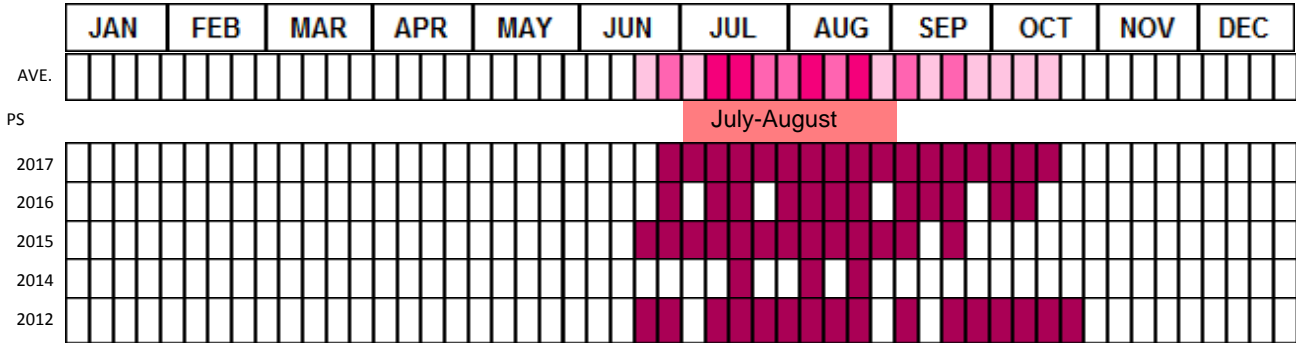 JAN FEB MAR APR MAY JUN JUL AUG SEP OCT NOV DEC
AVE.
PS July-August
2017
2016
2015
2014
2012